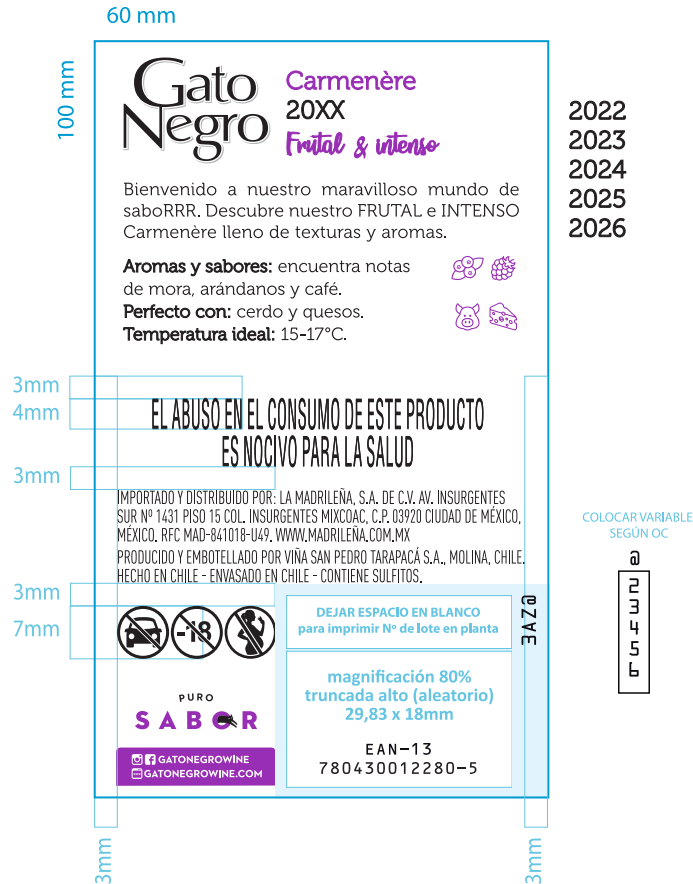 60 mm
100 mm
Gato
Negro
Carmenère
20XX
Frutal & intenso
2022
2023
2024
2025
2026
Bienvenido a nuestro maravilloso mundo de
saboRRR. Descubre nuestro FRUTAL e INTENSO
Carmenère lleno de texturas y aromas.
Aromas y sabores: encuentra notas
de mora, arándanos y café.
Perfecto con: cerdo y quesos.
Temperatura ideal: 15-17°C.
3mm
4mm
EL ABUSO EN EL CONSUMO DE ESTE PRODUCTO
ES NOCIVO PARA LA SALUD
3mm
IMPORTADO Y DISTRIBUIDO POR: LA MADRILEÑA, S.A. DE C.V. AV. INSURGENTES
SUR Nº 1431 PISO 15 COL. INSURGENTES MIXCOAC, C.P. 03920 CIUDAD DE MÉXICO,
MÉXICO. RFC MAD-841018-U49. WWW.MADRILEÑA.COM.MX
PRODUCIDO Y EMBOTELLADO POR VIÑA SAN PEDRO TARAPACÁ S.A., MOLINA, CHILE.
HECHO EN CHILE - ENVASADO EN CHILE - CONTIENE SULFITOS.
COLOCAR VARIABLE
SEGÚN OC
@
2 3 4 5 6
3mm
7mm
-18
DEJAR ESPACIO EN BLANCO
para imprimir Nº de lote en planta
3AZ@
magnificación 80%
truncada alto (aleatorio)
29,83 x 18mm
EAN-13
780430012280-5
PURO
SABOR
GATONEGROWINE
GATONEGROWINE.COM
3mm
3mm